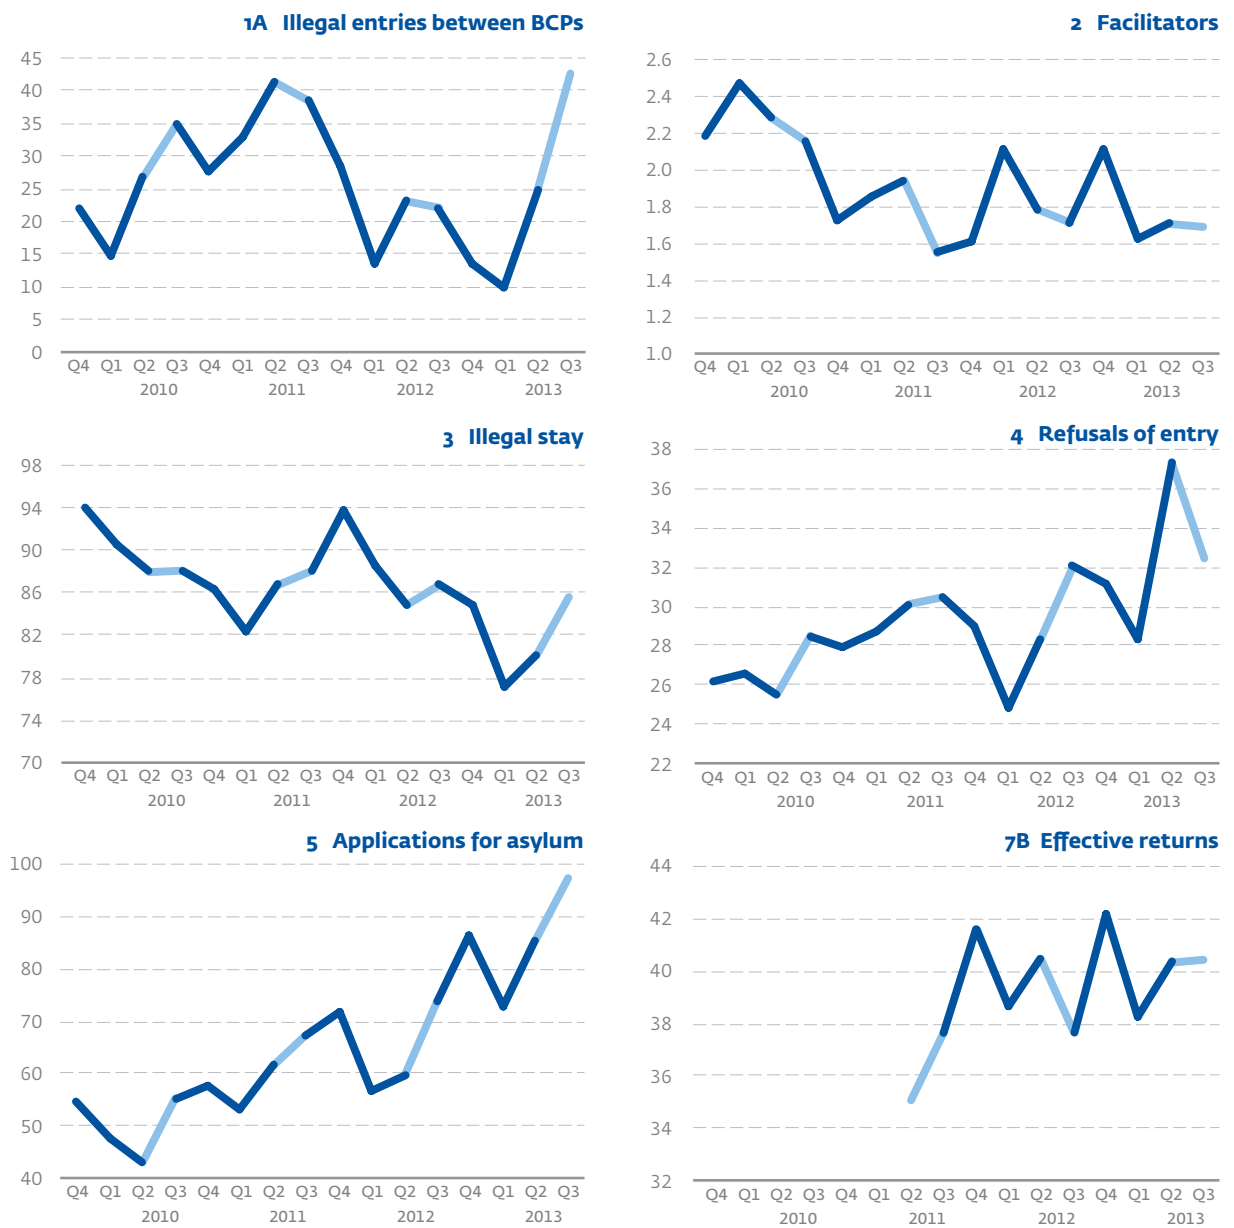 1A Illegal entries between BCPs
45
40
35
30
25
20
15
10
5
0
Q4 Q1 Q2 Q3 Q4 Q1 Q2 Q3 Q4 Q1 Q2 Q4 Q1 Q2 Q3
2010 2011 2012 2013
2 Facilitators
2.6
2.4
2.2
2.0
1.8
1.6
1.4
1.2
1.0
Q4 Q1 Q2 Q3 Q4 Q1 Q2 Q3 Q4 Q1 Q2 Q3 Q4 Q1 Q2 Q3
2010 2011 2012 2013
3 Illegal stay
98
94
90
86
82
78
74
70
Q4 Q1 Q2 Q3 Q4 Q1 Q2 Q3 Q4 Q1 Q2 Q3 Q4 Q1 Q2 Q3
2010 2011 2012 2013
4 Refusals of entry
38
36
34
32
30
28
26
24
22
Q4 Q1 Q2 Q3 Q4 Q1 Q2 Q3 Q4 Q1 Q2 Q3 Q4 Q1 Q2 Q3
2010 2011 2012 2013
5 Applications for asylum
100
90
80
70
60
50
40
Q4 Q1 Q2 Q3 Q4 Q1 Q2 Q3 Q4 Q1 Q2 Q3 Q4 Q1 Q2 Q3
2010 2011 2012 2013
7B Effective returns
44
42
40
38
36
34
32
Q4 Q1 Q2 Q3 Q4 Q1 Q2 Q3 Q4 Q1 Q2 Q3 Q4 Q1 Q2 Q3
2010 2011 2012 2013